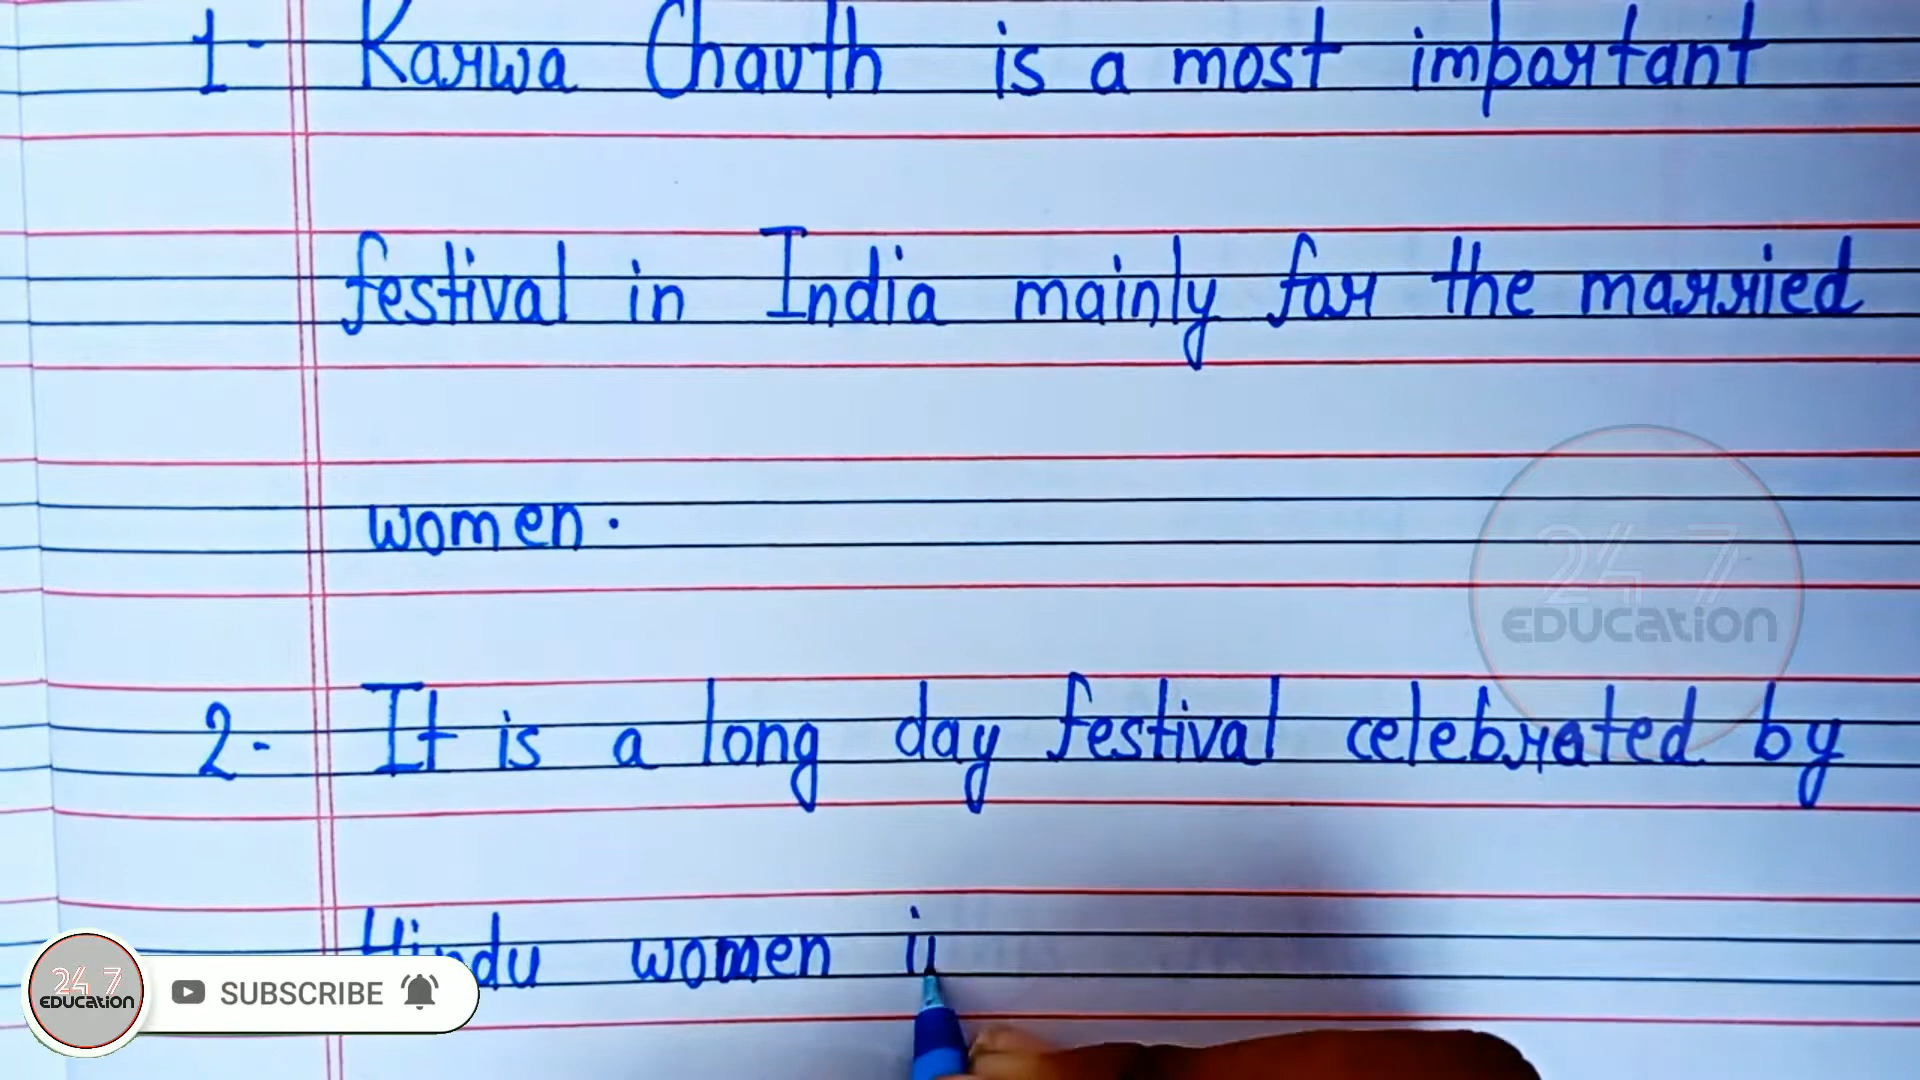 1- Karwa Chauth is a most important
festival in India mainly for the married
women.
24 7
EDUCATION
2- It is a long day festival celebrated by
Hindu women
24 7
EDUCATION
SUBSCRIBE